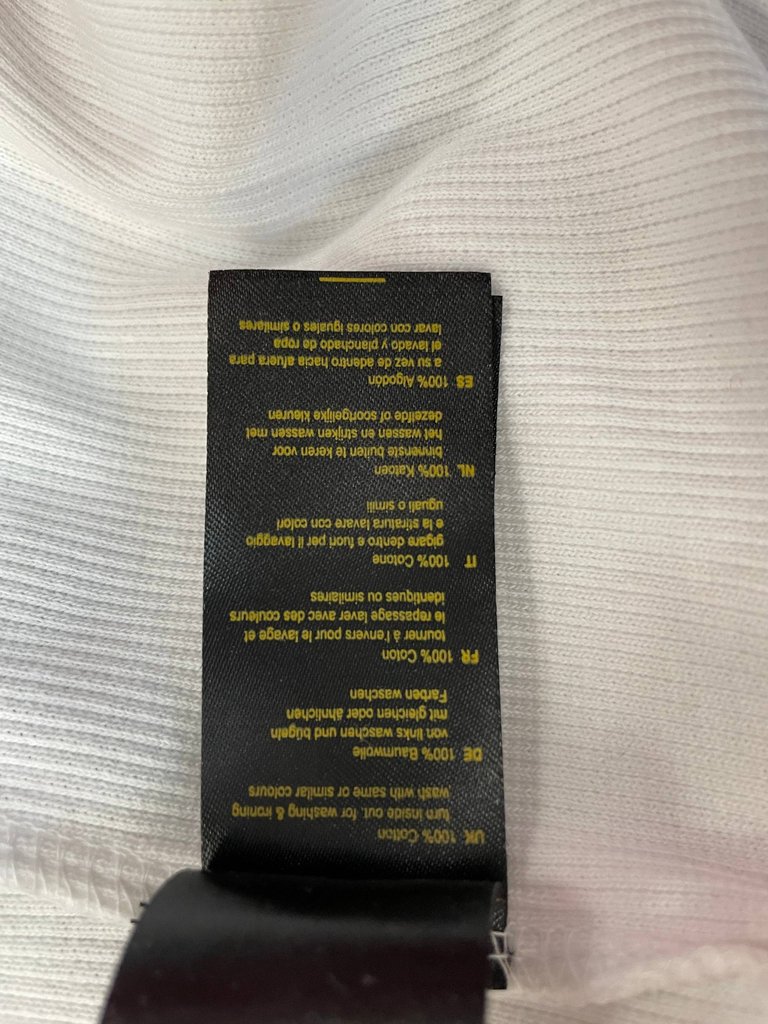 UK 100% Cotton
turn inside out. for washing & ironing
wash with same or similar colours
DE 100% Baumwolle
von links waschen und bügeln
mit gleichen oder ähnlichen
Farben waschen
FR 100% Coton
tourner à l'envers pour le lavage et
le repassage laver avec des couleurs
identiques ou similaires
IT 100% Cotone
gigare dentro e fuori per il lavaggio
e la stiratura lavare con colori
uguali o simili
NL 100% Katoen
binnenste buiten te keren voor
het wassen en strijken wassen met
dezelfde of soortgelijke kleuren
ES 100% Algodón
a su vez de adentro hacia afuera para
el lavado y planchado de ropa
lavar con colores iguales o similares